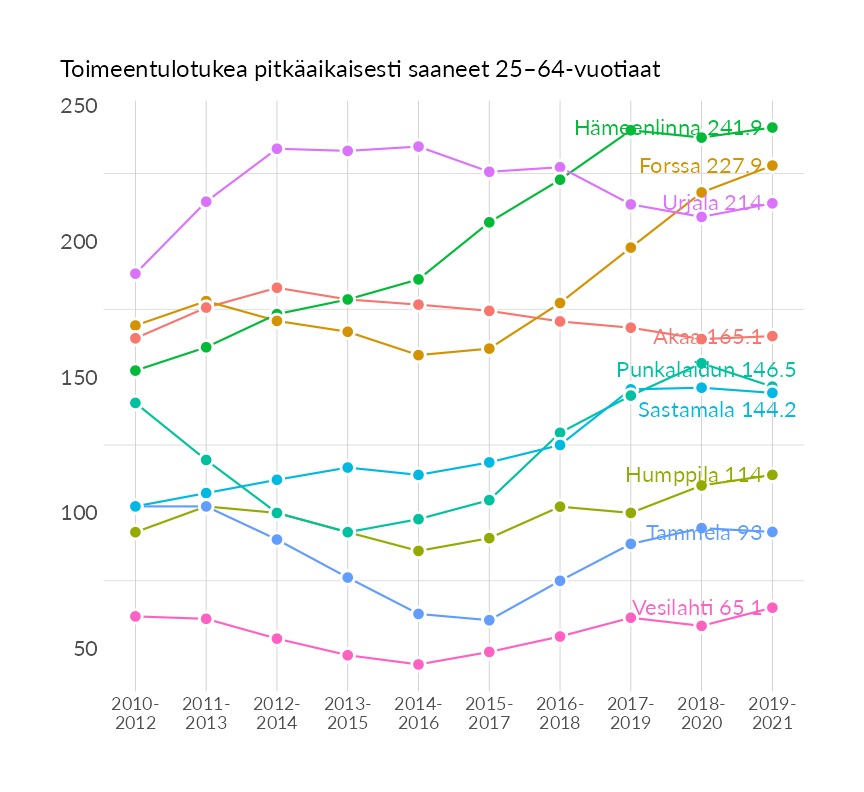 Toimeentulotukea pitkäaikaisesti saaneet 25–64-vuotiaat
250
Hämeenlinna 241.9
Forssa 227.9
Urjala 214
200
Akaa 165.1
Punkalaidun 146.5
150
Sastamala 144.2
Humppila 114
100
Tammela 93
Vesilahti 65.1
50
2010- 2011- 2012- 2013- 2014- 2015- 2016- 2017- 2018- 2019-
2012 2013 2014 2015 2016 2017 2018 2019 2020 2021